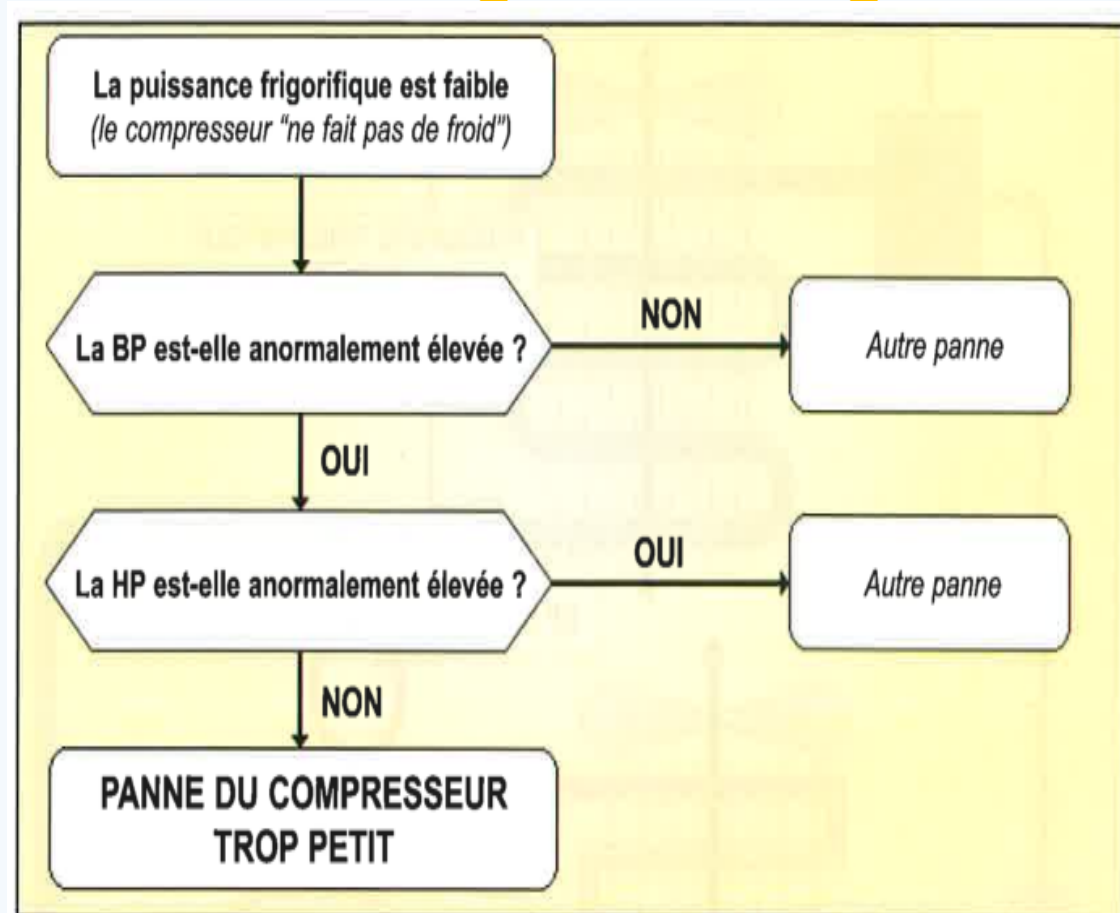 La puissance frigorifique est faible
(le compresseur "ne fait pas de froid")
La BP est-elle anormalement élevée ?
NON
Autre panne
OUI
La HP est-elle anormalement élevée ?
OUI
Autre panne
NON
PANNE DU COMPRESSEUR
TROP PETIT